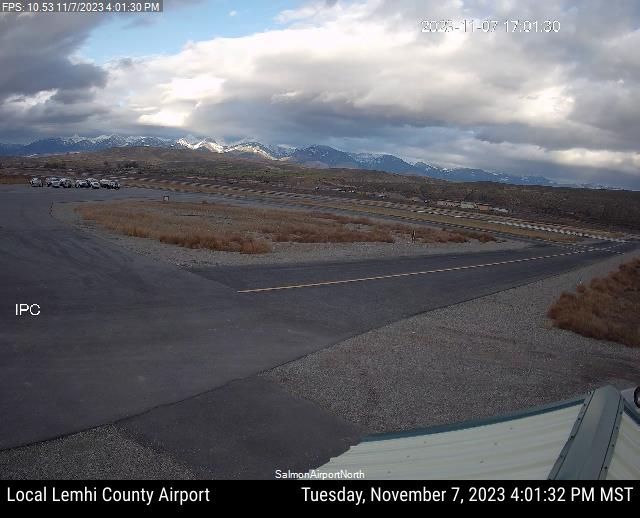 FPS: 10.53 11/7/2023 4:01:30 PM
2023-11-07 17:01:30
IPC
SalmonAirportNorth
Local Lemhi County Airport
Tuesday, November 7, 2023 4:01:32 PM MST